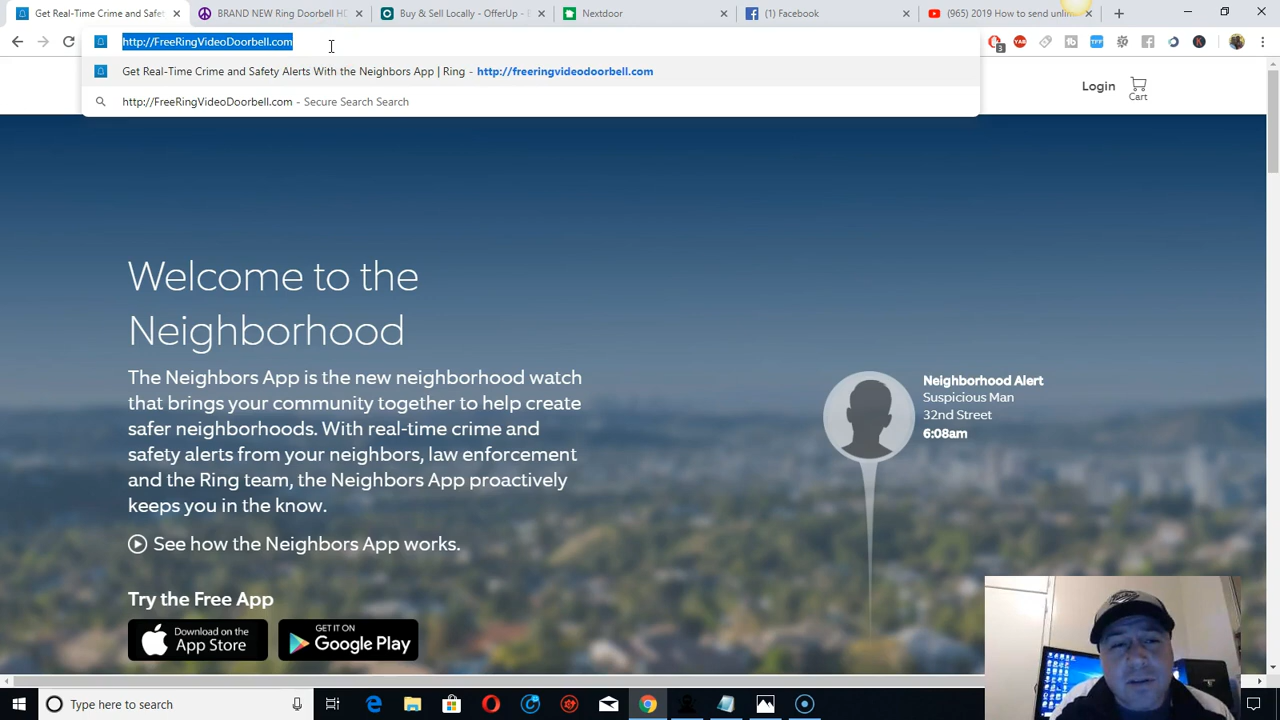 Get Real-Time Crime and Safet
BRAND NEW Ring Doorbell HD
Buy & Sell Locally - OfferUp - B
Nextdoor
(1) Facebook
(965) 2019 How to send unlin
http://FreeRingVideoDoorbell.com
3
Get Real-Time Crime and Safety Alerts With the Neighbors App | Ring - http://freeringvideodoorbell.com
http://FreeRingVideoDoorbell.com - Secure Search Search
Login
Cart
Welcome to the
Neighborhood
The Neighbors App is the new neighborhood watch
that brings your community together to help create
safer neighborhoods. With real-time crime and
safety alerts from your neighbors, law enforcement
and the Ring team, the Neighbors App proactively
keeps you in the know.
See how the Neighbors App works.
Neighborhood Alert
Suspicious Man
32nd Street
6:08am
Try the Free App
Download on the
App Store
GET IT ON
Google Play
Type here to search